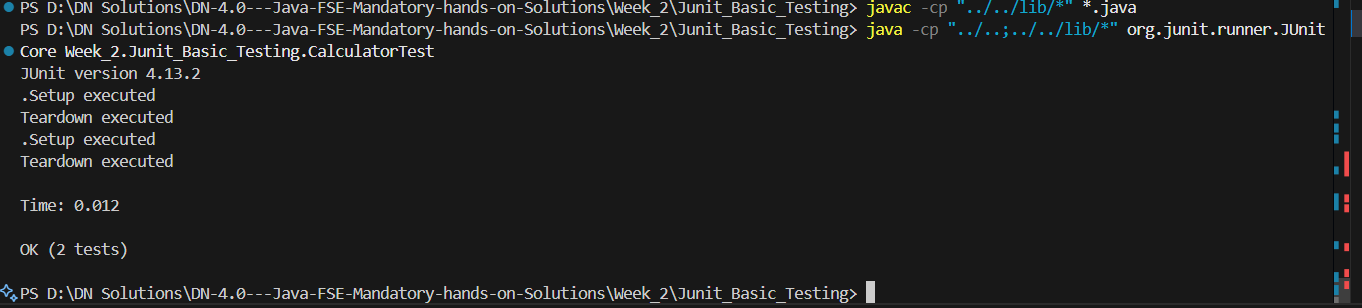 PS D:\DN Solutions\DN-4.0---Java-FSE-Mandatory-hands-on-Solutions\Week_2\Junit_Basic_Testing> javac -cp "../../lib/*" *.java
PS D:\DN Solutions\DN-4.0---Java-FSE-Mandatory-hands-on-Solutions\Week_2\Junit_Basic_Testing> java -cp "../..;../../lib/*" org.junit.runner.JUnit
Core Week_2.Junit_Basic_Testing.CalculatorTest
JUnit version 4.13.2
.Setup executed
Teardown executed
.Setup executed
Teardown executed
Time: 0.012
OK (2 tests)
PS D:\DN Solutions\DN-4.0---Java-FSE-Mandatory-hands-on-Solutions\Week_2\Junit_Basic_Testing>